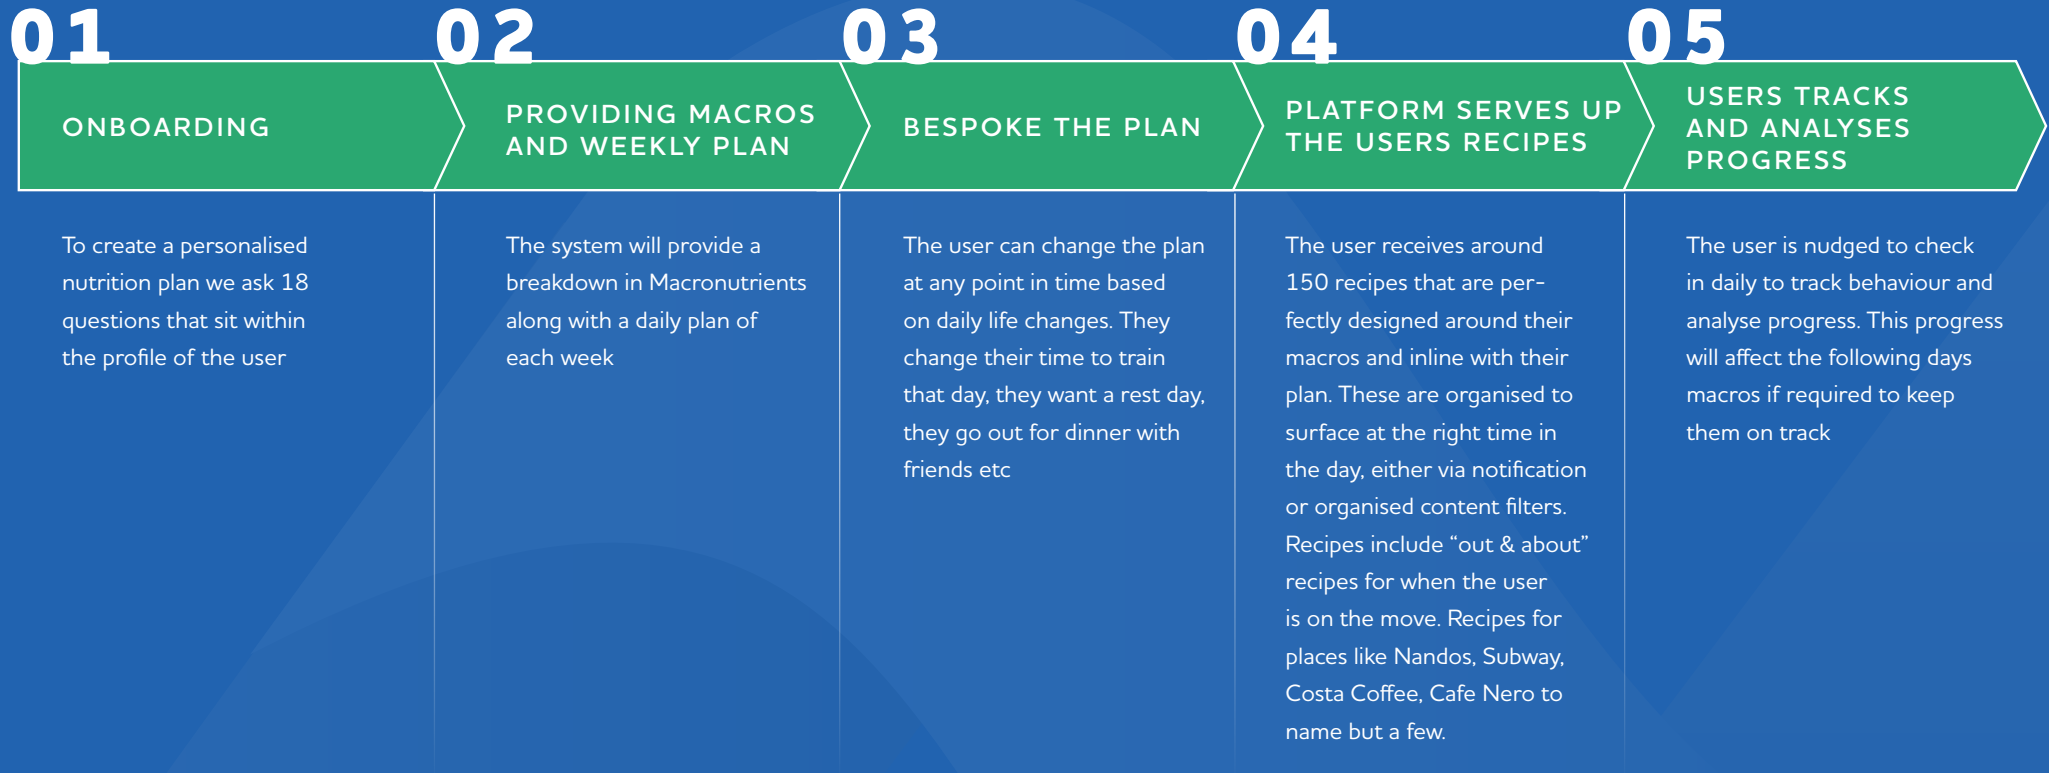 01
ONBOARDING
To create a personalised
nutrition plan we ask 18
questions that sit within
the profile of the user
02
PROVIDING MACROS
AND WEEKLY PLAN
The system will provide a
breakdown in Macronutrients
along with a daily plan of
each week
03
BESPOKE THE PLAN
The user can change the plan
at any point in time based
on daily life changes. They
change their time to train
that day, they want a rest day,
they go out for dinner with
friends etc
04
PLATFORM SERVES UP
THE USERS RECIPES
The user receives around
150 recipes that are per-
fectly designed around their
macros and inline with their
plan. These are organised to
surface at the right time in
the day, either via notification
or organised content filters.
Recipes include “out & about”
recipes for when the user
is on the move. Recipes for
places like Nandos, Subway,
Costa Coffee, Cafe Nero to
name but a few.
05
USERS TRACKS
AND ANALYSES
PROGRESS
The user is nudged to check
in daily to track behaviour and
analyse progress. This progress
will affect the following days
macros if required to keep
them on track